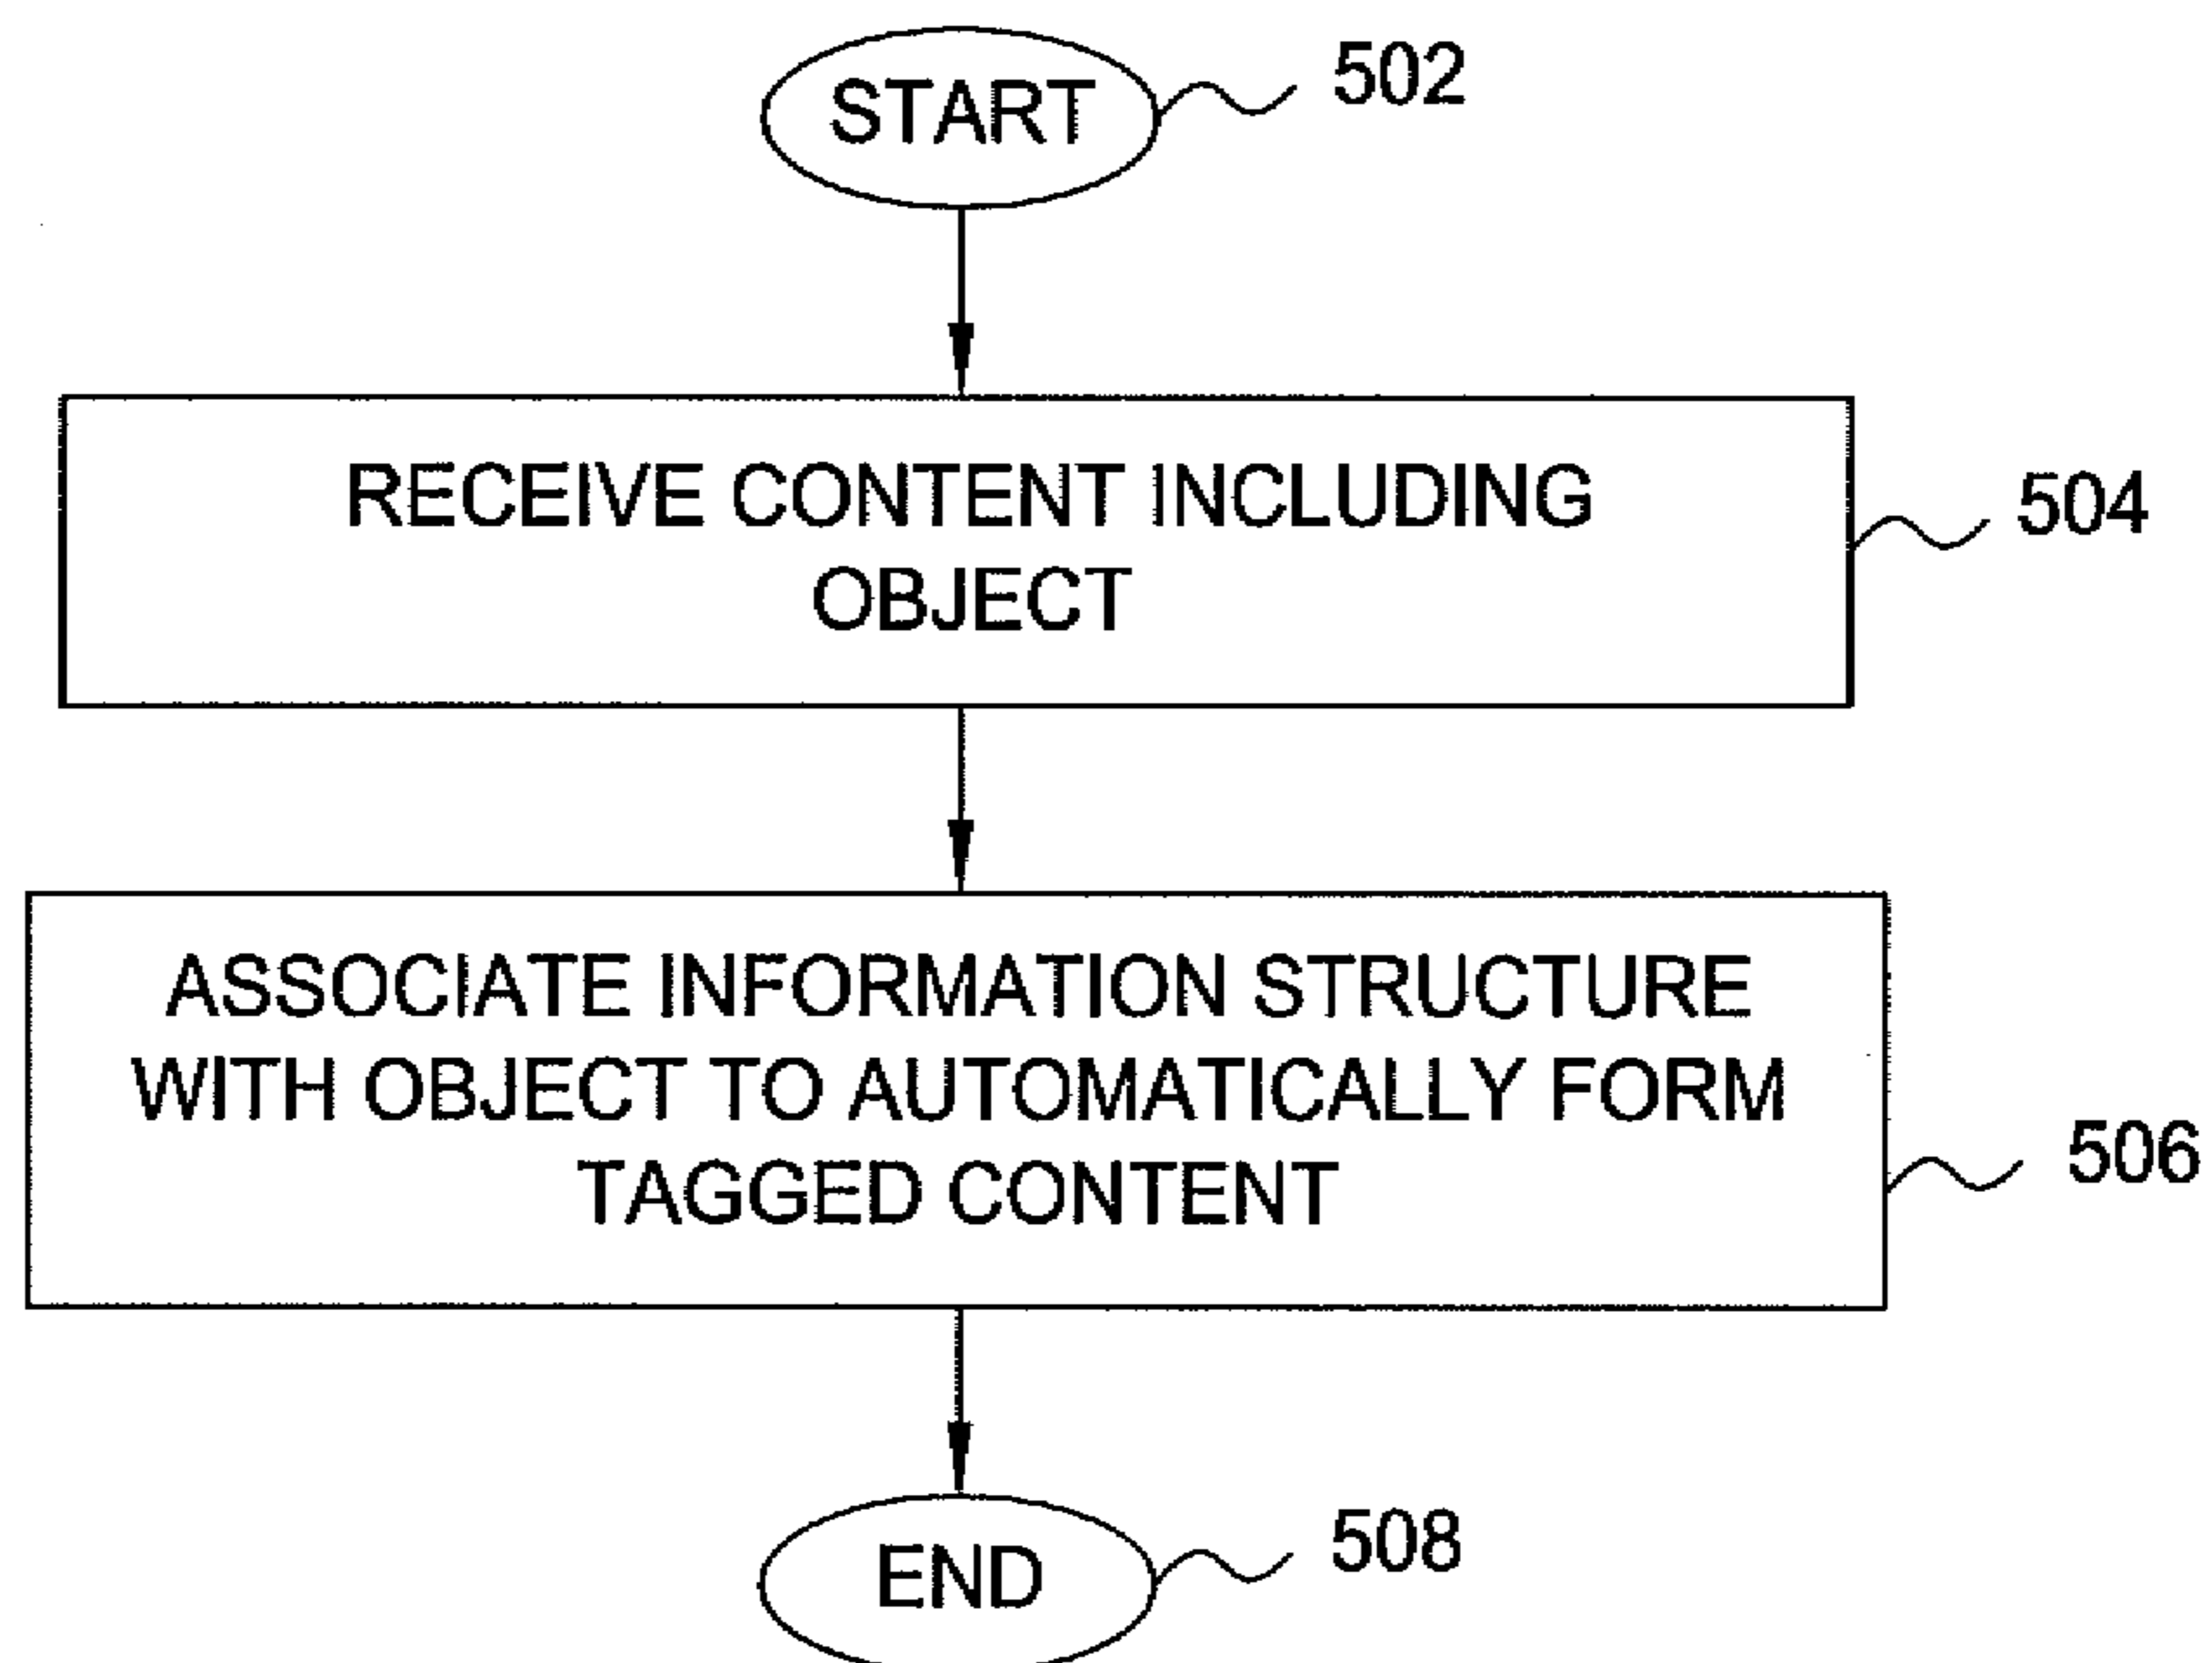 START
502
RECEIVE CONTENT INCLUDING
OBJECT
504
ASSOCIATE INFORMATION STRUCTURE
WITH OBJECT TO AUTOMATICALLY FORM
TAGGED CONTENT
506
END
508